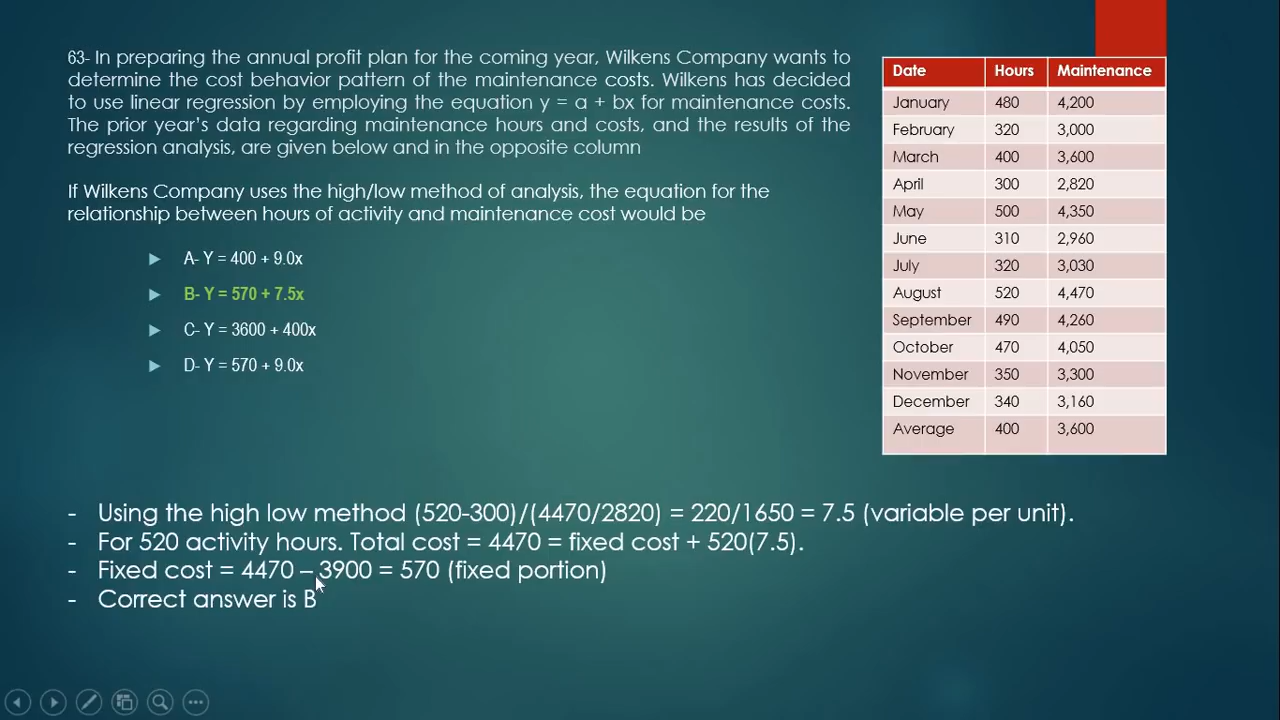 63- In preparing the annual profit plan for the coming year, Wilkens Company wants to
determine the cost behavior pattern of the maintenance costs. Wilkens has decided
to use linear regression by employing the equation y = a + bx for maintenance costs.
The prior year's data regarding maintenance hours and costs, and the results of the
regression analysis, are given below and in the opposite column
If Wilkens Company uses the high/low method of analysis, the equation for the
relationship between hours of activity and maintenance cost would be
A- Y = 400 + 9.0x
B- Y = 570 + 7.5x
C- Y = 3600 + 400x
D- Y = 570 + 9.0x
Date Hours Maintenance
January 480 4,200
February 320 3,000
March 400 3,600
April 300 2,820
May 500 4,350
June 310 2,960
July 320 3,030
August 520 4,470
September 490 4,260
October 470 4,050
November 350 3,300
December 340 3,160
Average 400 3,600
- Using the high low method (520-300)/(4470/2820) = 220/1650 = 7.5 (variable per unit).
- For 520 activity hours. Total cost = 4470 = fixed cost + 520(7.5).
- Fixed cost = 4470 – 3900 = 570 (fixed portion)
- Correct answer is B